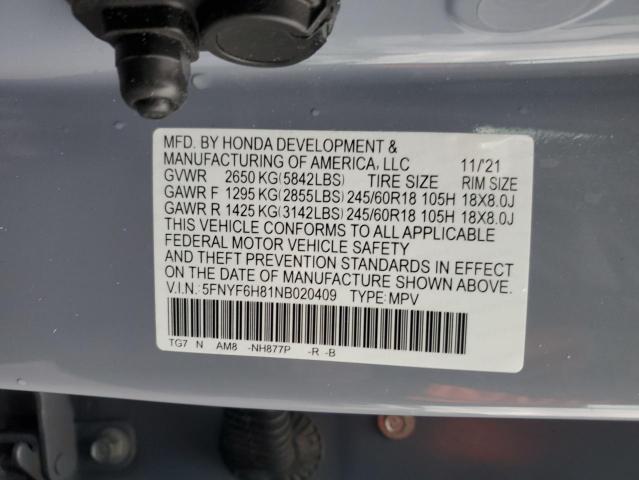 MFD. BY HONDA DEVELOPMENT &
MANUFACTURING OF AMERICA, LLC 11/'21
GVWR 2650 KG(5842LBS) TIRE SIZE RIM SIZE
GAWR F 1295 KG(2855LBS) 245/60R18 105H 18X8.0J
GAWR R 1425 KG(3142LBS) 245/60R18 105H 18X8.0J
THIS VEHICLE CONFORMS TO ALL APPLICABLE
FEDERAL MOTOR VEHICLE SAFETY
AND THEFT PREVENTION STANDARDS IN EFFECT
ON THE DATE OF MANUFACTURE SHOWN ABOVE.
V.I.N.: 5FNYF6H81NB020409 TYPE: MPV
TG7 N AM8 -NH877P -R -B